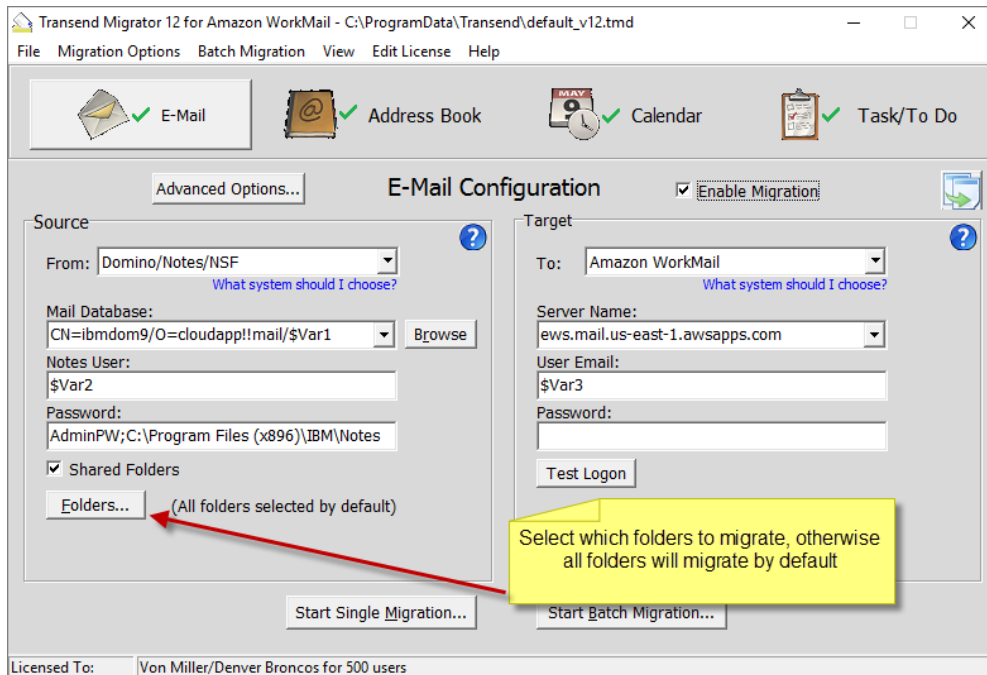 Transend Migrator 12 for Amazon WorkMail - C:\ProgramData\Transend\default_v12.tmd
File Migration Options Batch Migration View Edit License Help
E-Mail
Address Book
MAY
9
Calendar
Task/To Do
Advanced Options...
E-Mail Configuration
Enable Migration
Source
From: Domino/Notes/NSF
What system should I choose?
Mail Database:
CN=ibmdom9/O=cloudapp!!mail/$Var1
Browse
Notes User:
$Var2
Password:
AdminPW;C:\Program Files (x896)\IBM\Notes
Shared Folders
Folders... (All folders selected by default)
Target
To: Amazon WorkMail
What system should I choose?
Server Name:
ews.mail.us-east-1.awsapps.com
User Email:
$Var3
Password:
Test Logon
Select which folders to migrate, otherwise
all folders will migrate by default
Start Single Migration...
Start Batch Migration...
Licensed To: Von Miller/Denver Broncos for 500 users